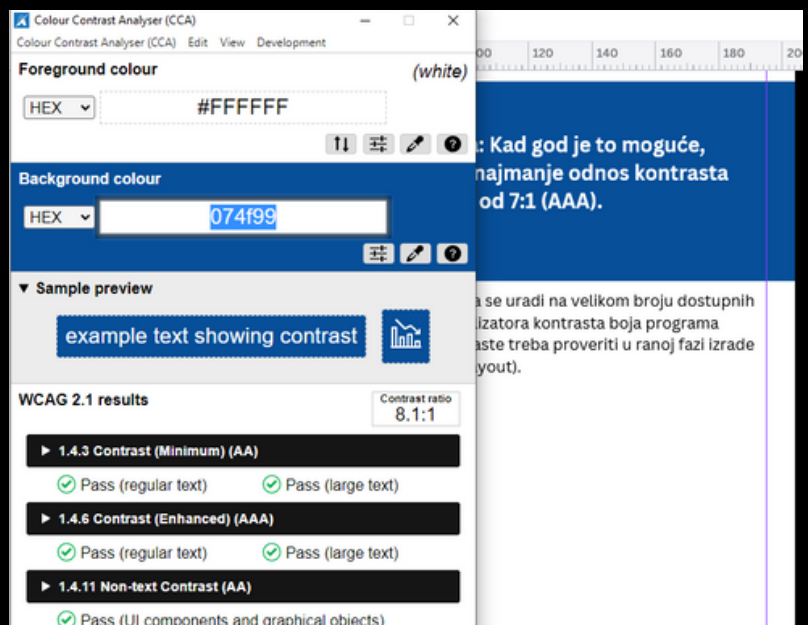 Colour Contrast Analyser (CCA)
Colour Contrast Analyser (CCA) Edit View Development
Foreground colour (white)
HEX #FFFFFF
Background colour
HEX 074f99
Sample preview
example text showing contrast
WCAG 2.1 results
Contrast ratio
8.1:1
1.4.3 Contrast (Minimum) (AA)
Pass (regular text) Pass (large text)
1.4.6 Contrast (Enhanced) (AAA)
Pass (regular text) Pass (large text)
1.4.11 Non-text Contrast (AA)
Pass (UI components and graphical objects)
120 140 160 180
: Kad god je to moguće,
najmanje odnos kontrasta
od 7:1 (AAA).
se uradi na velikom broju dostupnih
kontrasta boja programa
treba proveriti u ranoj fazi izrade